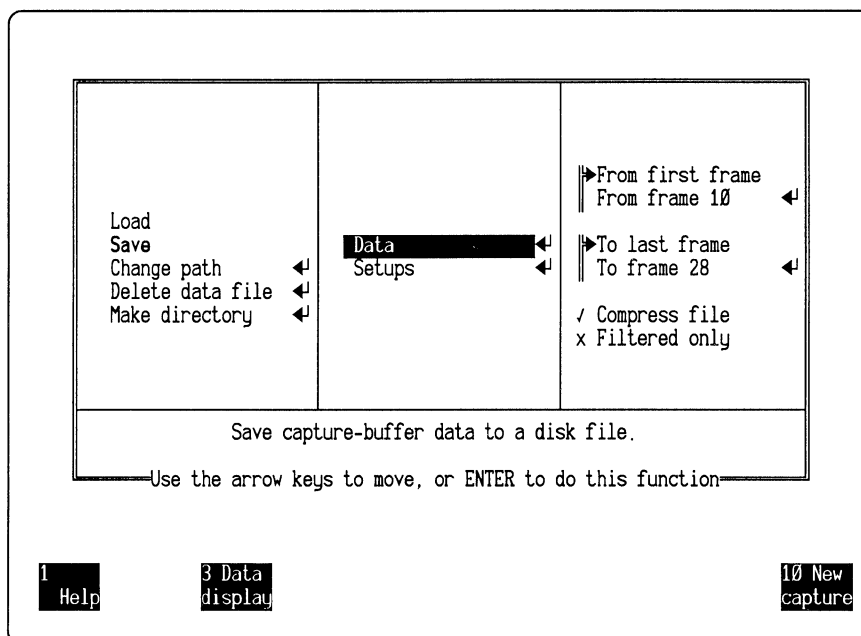 Load
Save
Change path
Delete data file
Make directory
Data
Setups
From first frame
From frame 10
To last frame
To frame 28
√ Compress file
x Filtered only
Save capture-buffer data to a disk file.
Use the arrow keys to move, or ENTER to do this function
1 Help
3 Data display
10 New capture